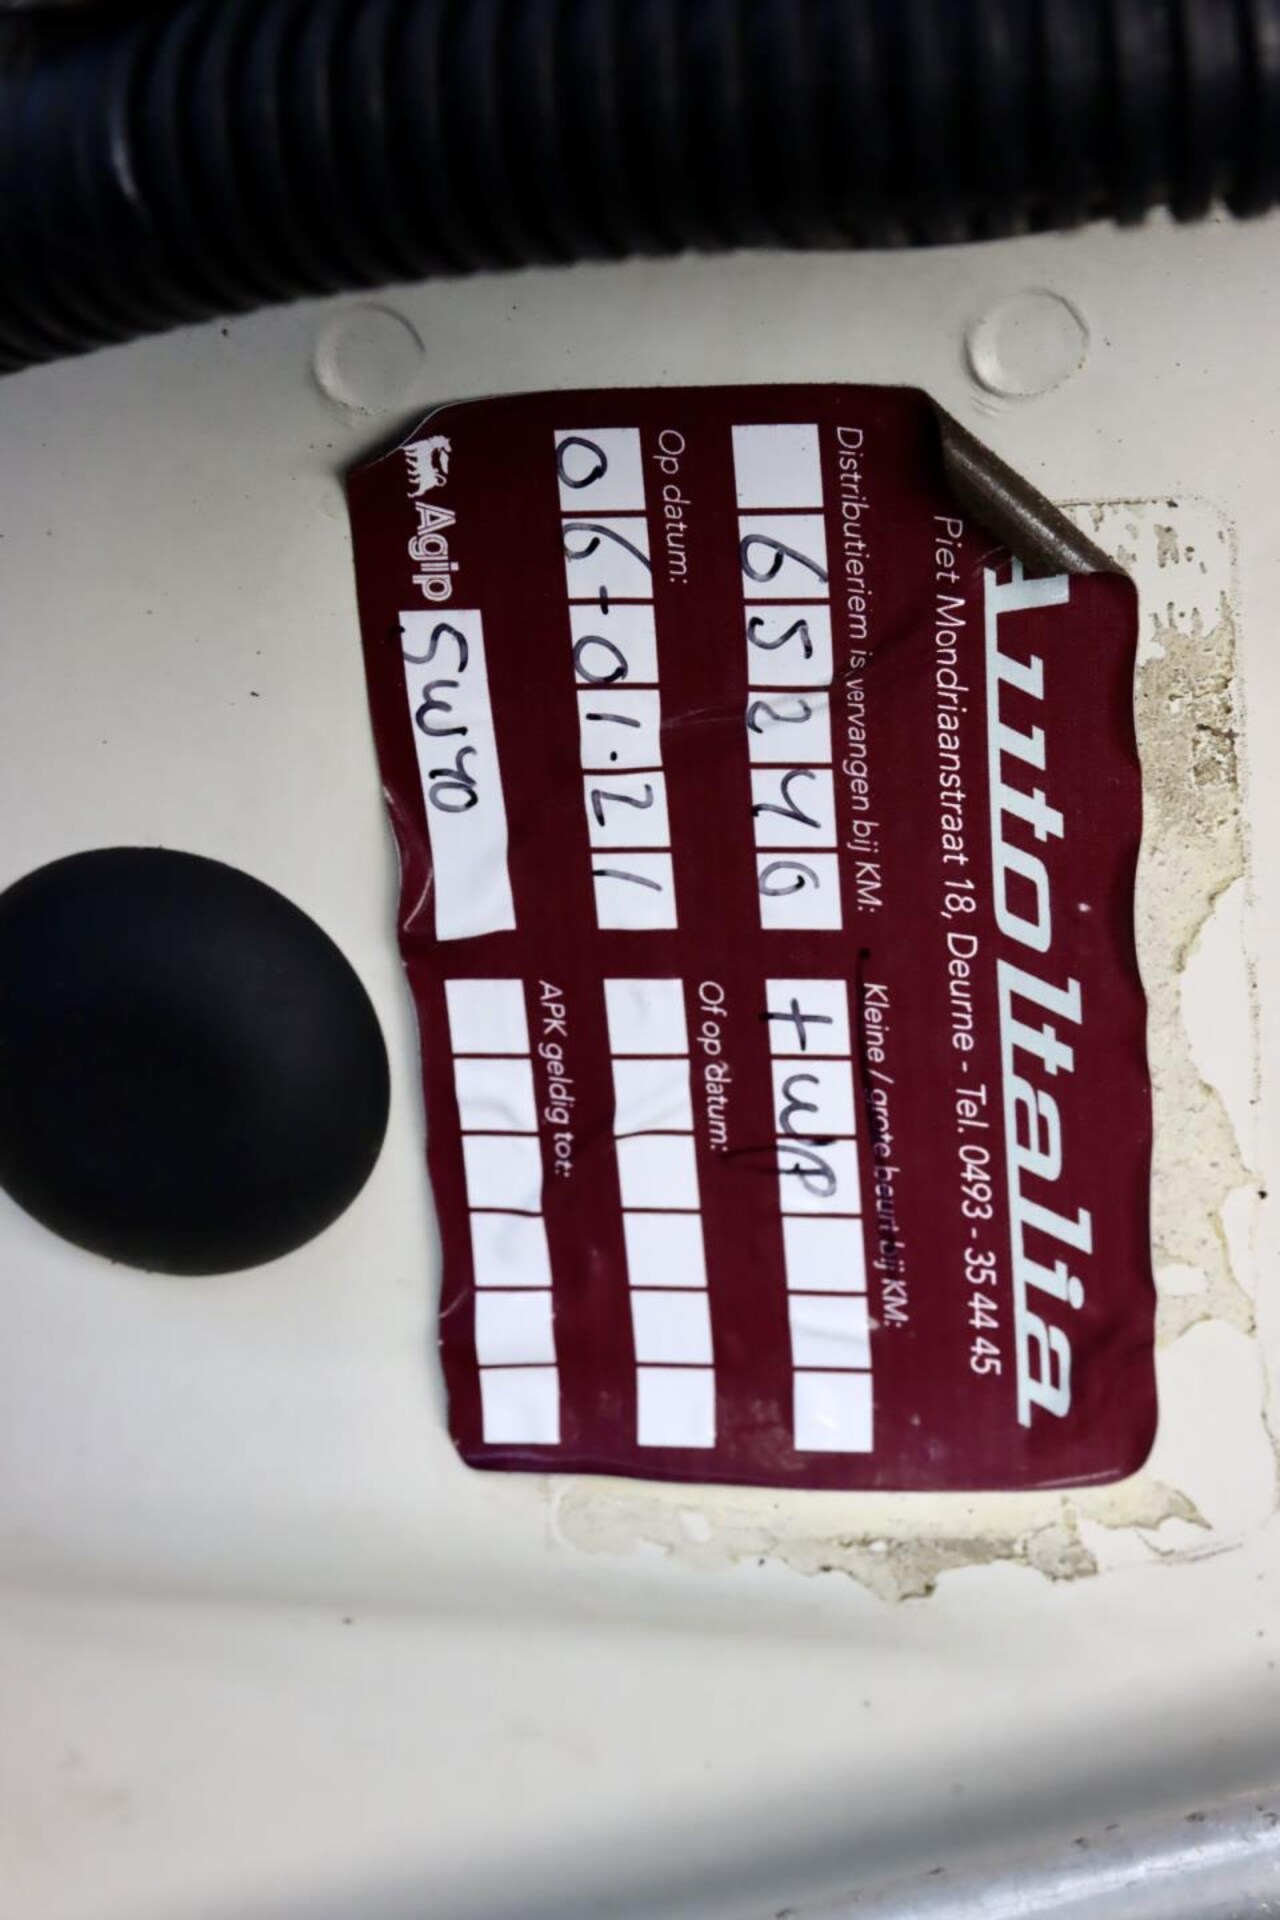 AutoItalia
Piet Mondriaanstraat 18, Deurne - Tel. 0493 - 35 44 45
Distributieriem is vervangen bij KM:
65240
Kleine / grote beurt bij KM:
+ w/p
Op datum:
06-01-21
Of op datum:
Agip
5W40
APK geldig tot: